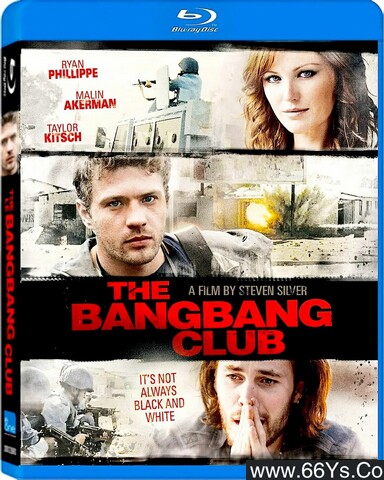 Blu-ray Disc
RYAN
PHILLIPPE
MALIN
AKERMAN
TAYLOR
KITSCH
THE
A FILM BY STEVEN SILVER
BANGBANG
CLUB
IT'S NOT
ALWAYS
BLACK AND
WHITE
THE BANGBANG CLUB
www.66Ys.Co